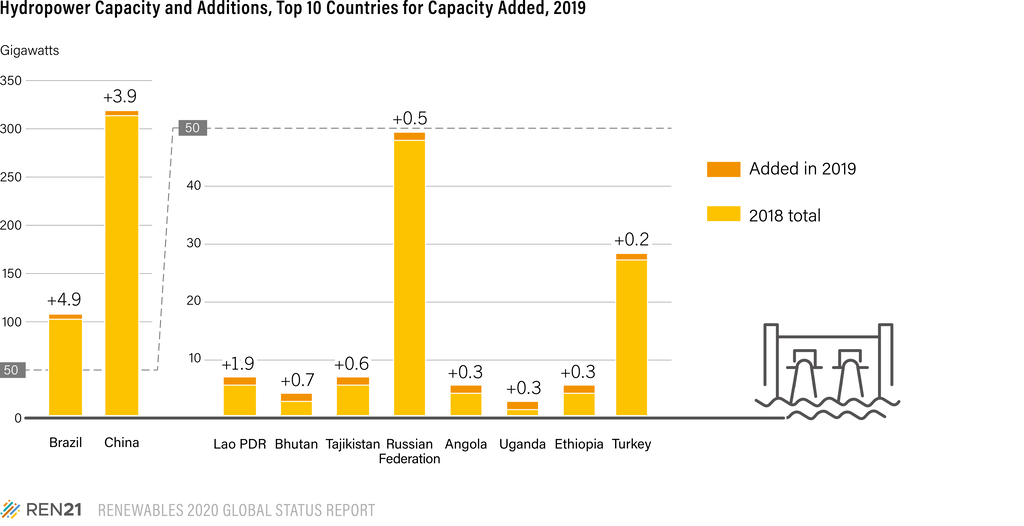 Hydropower Capacity and Additions, Top 10 Countries for Capacity Added, 2019
Gigawatts
350
300
250
200
150
100
50
0
+4.9
+3.9
50
40
30
20
10
+1.9
+0.7
+0.6
+0.5
+0.3
+0.3
+0.3
+0.2
Added in 2019
2018 total
Brazil
China
Lao PDR
Bhutan
Tajikistan
Russian
Federation
Angola
Uganda
Ethiopia
Turkey
REN21 RENEWABLES 2020 GLOBAL STATUS REPORT